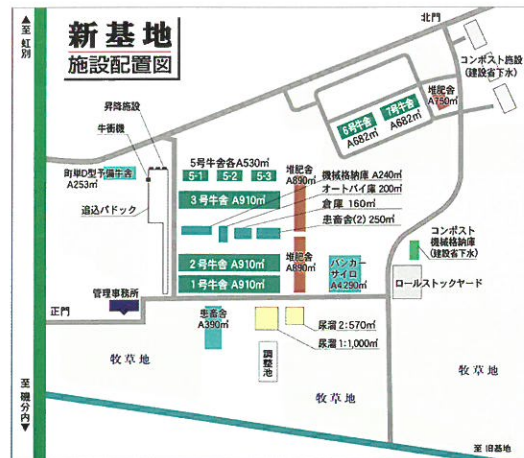 ▲至 虹別
新基地
施設配置図
北門
コンポスト施設
(建設省下水)
堆肥舎
A750㎡
7号牛舎
A682㎡
6号牛舎
A682㎡
昇降施設
牛衝機
町単D型予備牛舎
A253㎡
追込パドック
5号牛舎各A530㎡
5-1
5-2
5-3
堆肥舎
A890㎡
機械格納庫 A240㎡
オートバイ庫 200㎡
倉庫 160㎡
患畜舎(2) 250㎡
3号牛舎 A910㎡
2号牛舎 A910㎡
1号牛舎 A910㎡
堆肥舎
A890㎡
バンカーサイロ
A4290㎡
コンポスト
機械格納庫
(建設省下水)
ロールストックヤード
管理事務所
正門
患畜舎
A390㎡
尿溜2:570㎡
尿溜1:1,000㎡
調整池
牧草地
牧草地
牧草地
至 磯分内▼
至 旧基地